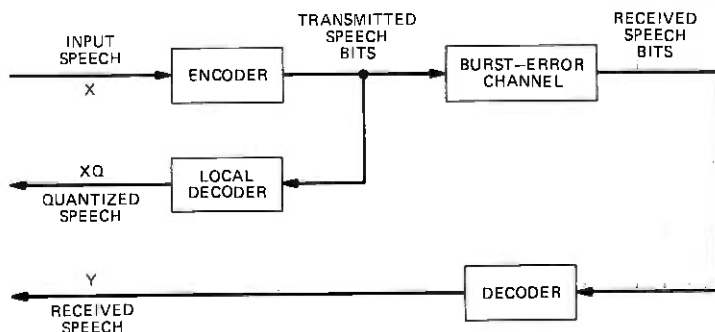 INPUT
SPEECH
X
ENCODER
TRANSMITTED
SPEECH
BITS
BURST–ERROR
CHANNEL
RECEIVED
SPEECH
BITS
XQ
QUANTIZED
SPEECH
LOCAL
DECODER
Y
RECEIVED
SPEECH
DECODER